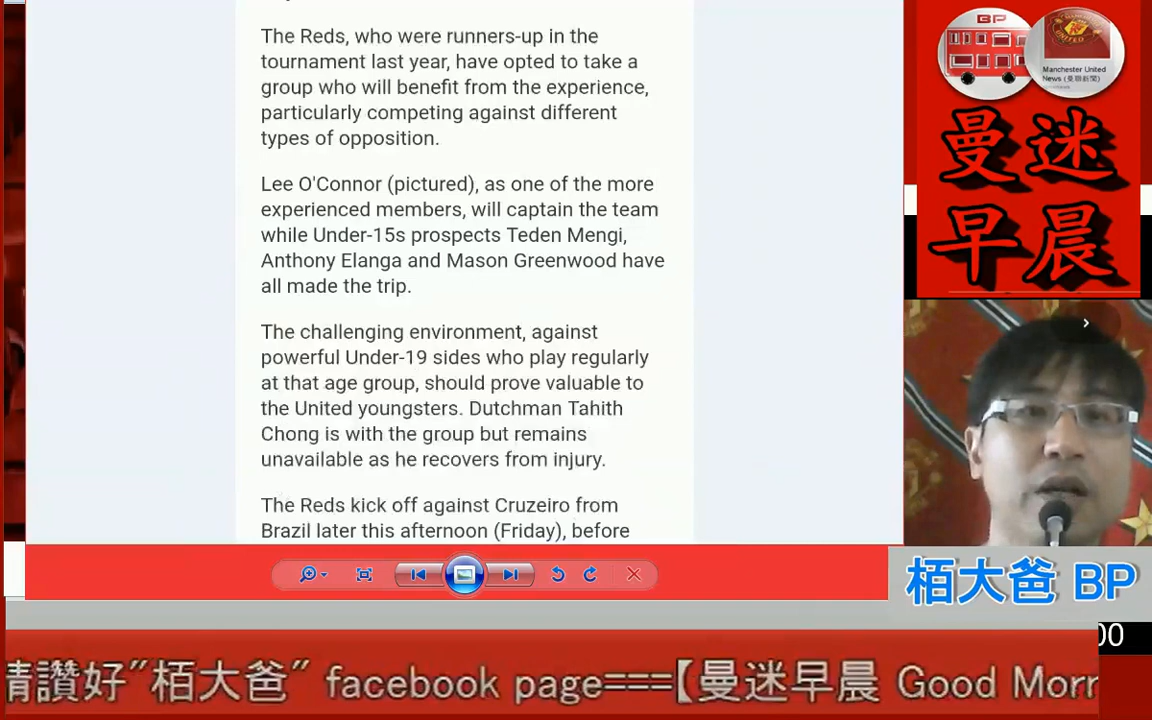 The Reds, who were runners-up in the
tournament last year, have opted to take a
group who will benefit from the experience,
particularly competing against different
types of opposition.
Lee O'Connor (pictured), as one of the more
experienced members, will captain the team
while Under-15s prospects Teden Mengi,
Anthony Elanga and Mason Greenwood have
all made the trip.
The challenging environment, against
powerful Under-19 sides who play regularly
at that age group, should prove valuable to
the United youngsters. Dutchman Tahith
Chong is with the group but remains
unavailable as he recovers from injury.
The Reds kick off against Cruzeiro from
Brazil later this afternoon (Friday), before
BP
Manchester United
News (曼聯新聞)
曼迷
早晨
栢大爸 BP
00
請讚好"栢大爸" facebook page===【曼迷早晨 Good Morr